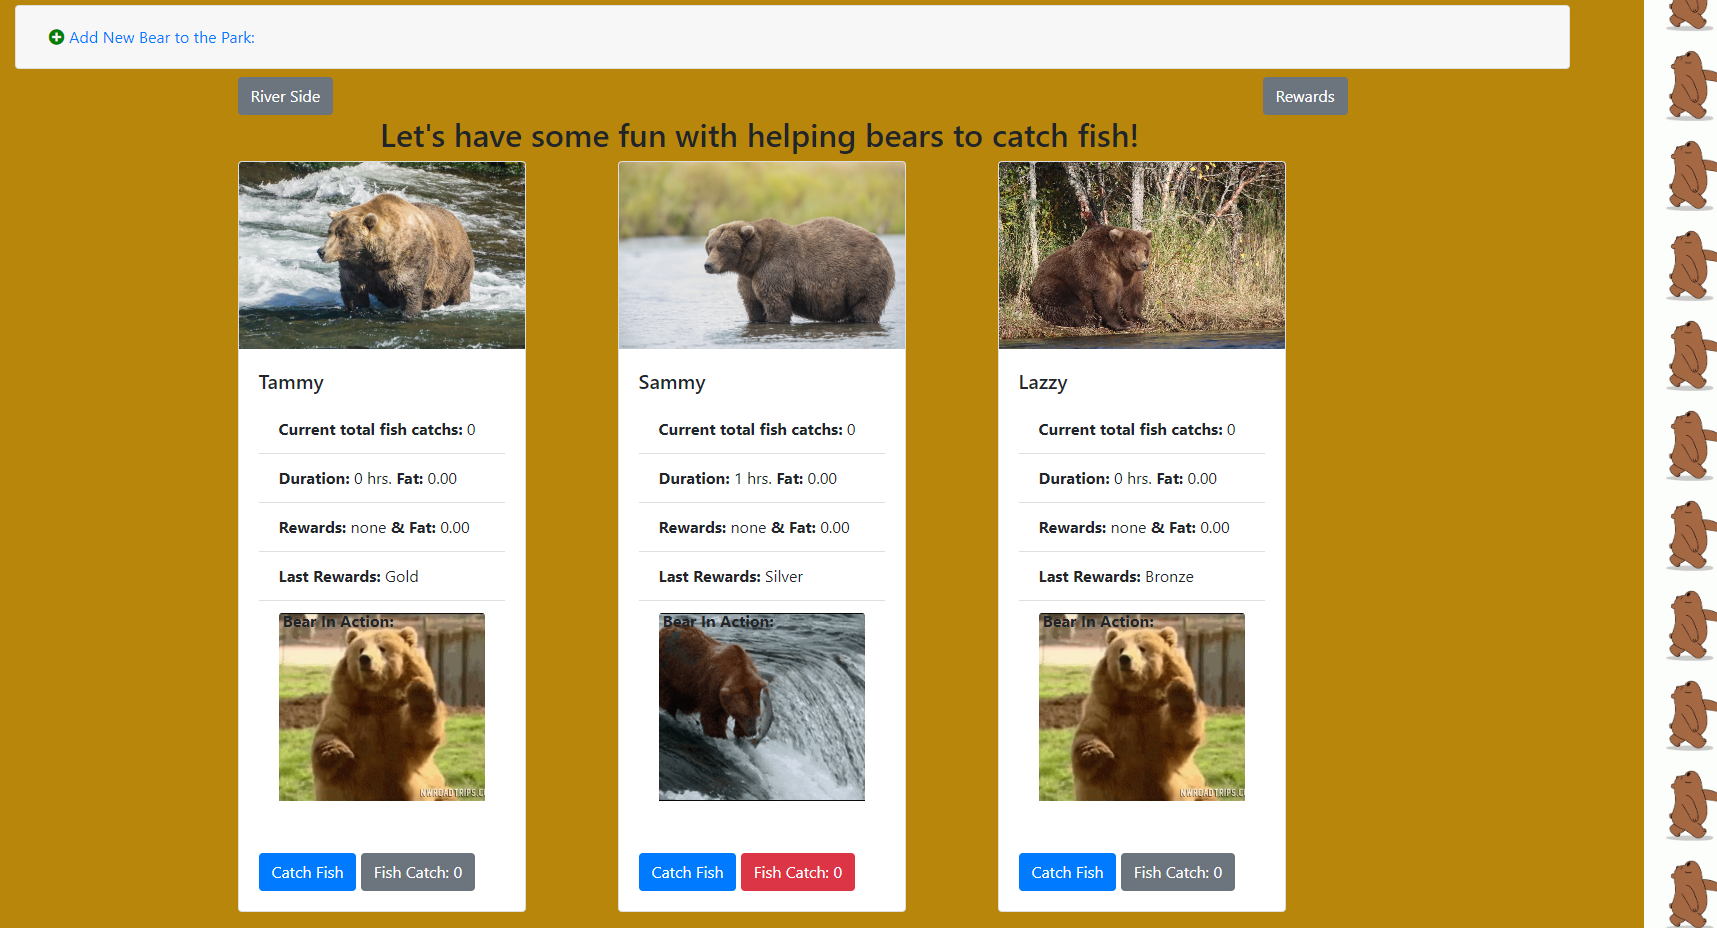 Add New Bear to the Park:
River Side
Rewards
Let's have some fun with helping bears to catch fish!
Tammy
Current total fish catchs: 0
Duration: 0 hrs. Fat: 0.00
Rewards: none & Fat: 0.00
Last Rewards: Gold
Bear In Action:
NWROADTRIPS.C
Catch Fish
Fish Catch: 0
Sammy
Current total fish catchs: 0
Duration: 1 hrs. Fat: 0.00
Rewards: none & Fat: 0.00
Last Rewards: Silver
Bear In Action:
Catch Fish
Fish Catch: 0
Lazzy
Current total fish catchs: 0
Duration: 0 hrs. Fat: 0.00
Rewards: none & Fat: 0.00
Last Rewards: Bronze
Bear In Action:
NWROADTRIPS.C
Catch Fish
Fish Catch: 0